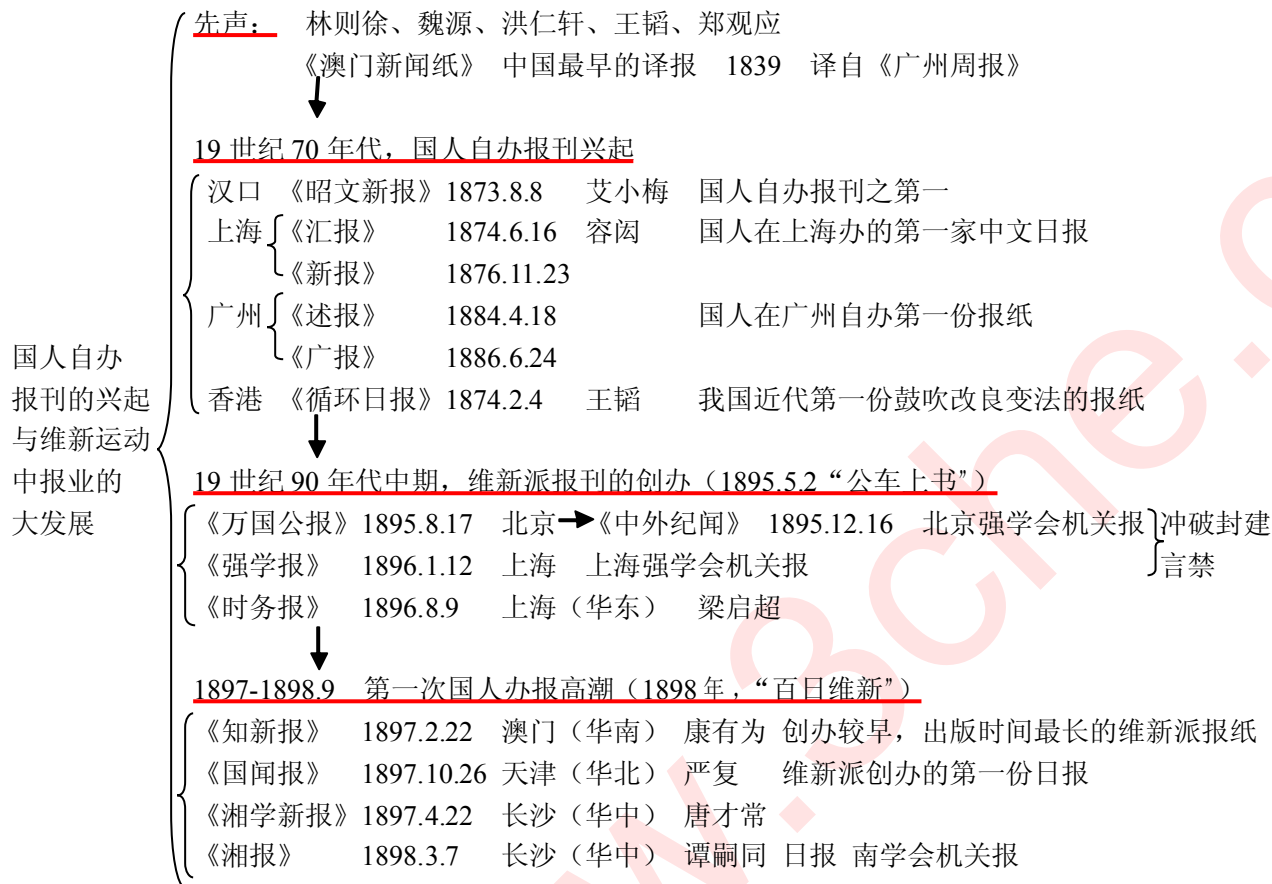 先声： 林则徐、魏源、洪仁轩、王韬、郑观应
《澳门新闻纸》 中国最早的译报 1839 译自《广州周报》
19 世纪 70 年代，国人自办报刊兴起
汉口 《昭文新报》 1873.8.8 艾小梅 国人自办报刊之第一
上海 《汇报》 1874.6.16 容闳 国人在上海办的第一家中文日报
《新报》 1876.11.23
广州 《述报》 1884.4.18 国人在广州自办第一份报纸
《广报》 1886.6.24
香港 《循环日报》 1874.2.4 王韬 我国近代第一份鼓吹改良变法的报纸
国人自办
报刊的兴起
与维新运动
中报业的
大发展
19 世纪 90 年代中期，维新派报刊的创办（1895.5.2“公车上书”）
《万国公报》 1895.8.17 北京 《中外纪闻》 1895.12.16 北京强学会机关报 冲破封建
《强学报》 1896.1.12 上海 上海强学会机关报 言禁
《时务报》 1896.8.9 上海（华东） 梁启超
1897-1898.9 第一次国人办报高潮（1898 年，“百日维新”）
《知新报》 1897.2.22 澳门（华南） 康有为 创办较早，出版时间最长的维新派报纸
《国闻报》 1897.10.26 天津（华北） 严复 维新派创办的第一份日报
《湘学新报》 1897.4.22 长沙（华中） 唐才常
《湘报》 1898.3.7 长沙（华中） 谭嗣同 日报 南学会机关报
www.3che.c